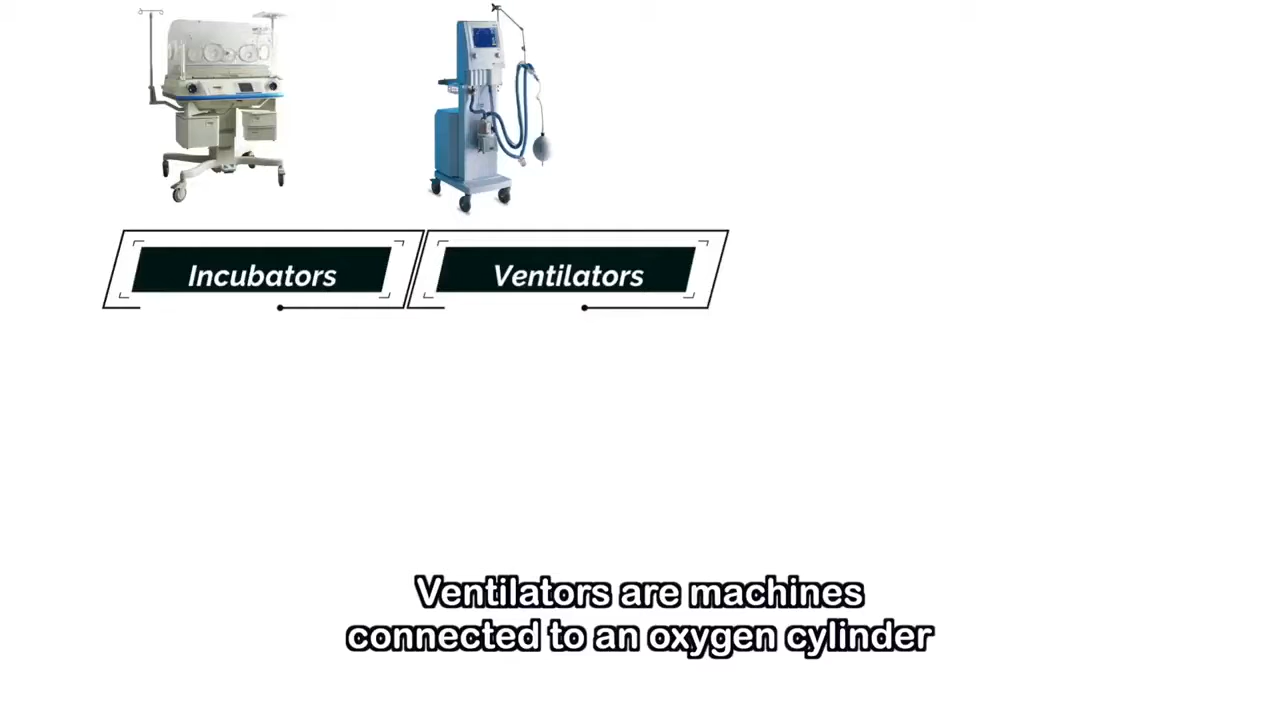 Incubators
Ventilators
Ventilators are machines
connected to an oxygen cylinder